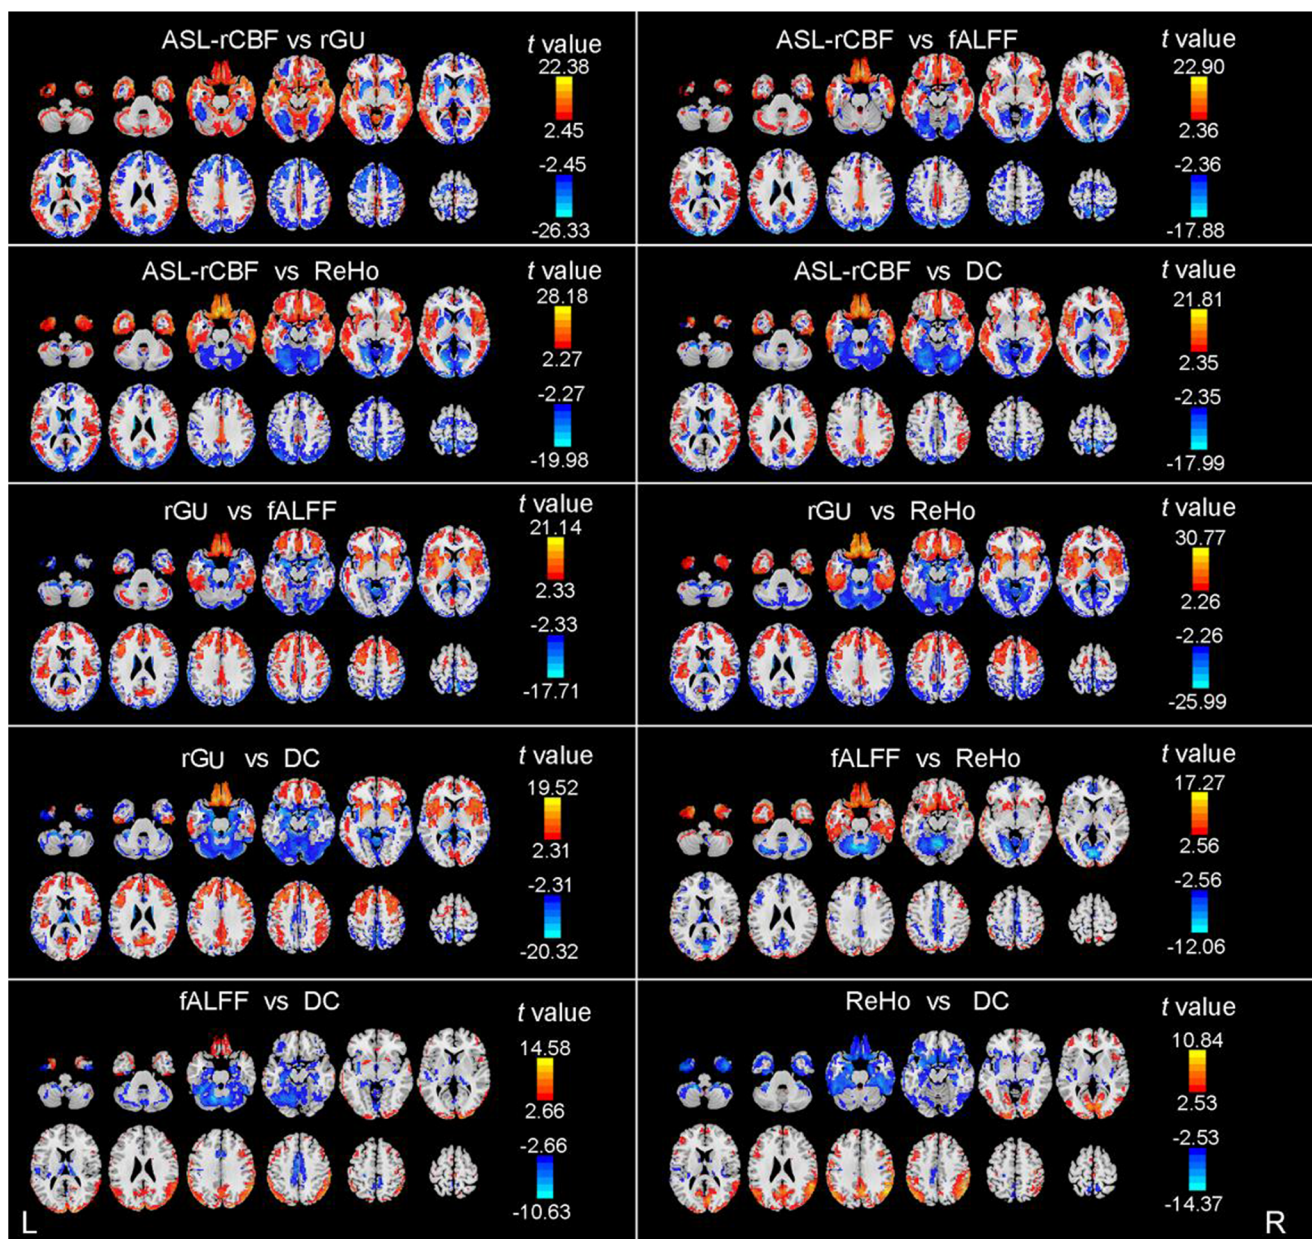 ASL-rCBF vs rGU
t value
22.38
2.45
-2.45
-26.33
ASL-rCBF vs fALFF
t value
22.90
2.36
-2.36
-17.88
ASL-rCBF vs ReHo
t value
28.18
2.27
-2.27
-19.98
ASL-rCBF vs DC
t value
21.81
2.35
-2.35
-17.99
rGU vs fALFF
t value
21.14
2.33
-2.33
-17.71
rGU vs ReHo
t value
30.77
2.26
-2.26
-25.99
rGU vs DC
t value
19.52
2.31
-2.31
-20.32
fALFF vs ReHo
t value
17.27
2.56
-2.56
-12.06
fALFF vs DC
t value
14.58
2.66
-2.66
-10.63
L
ReHo vs DC
t value
10.84
2.53
-2.53
-14.37
R